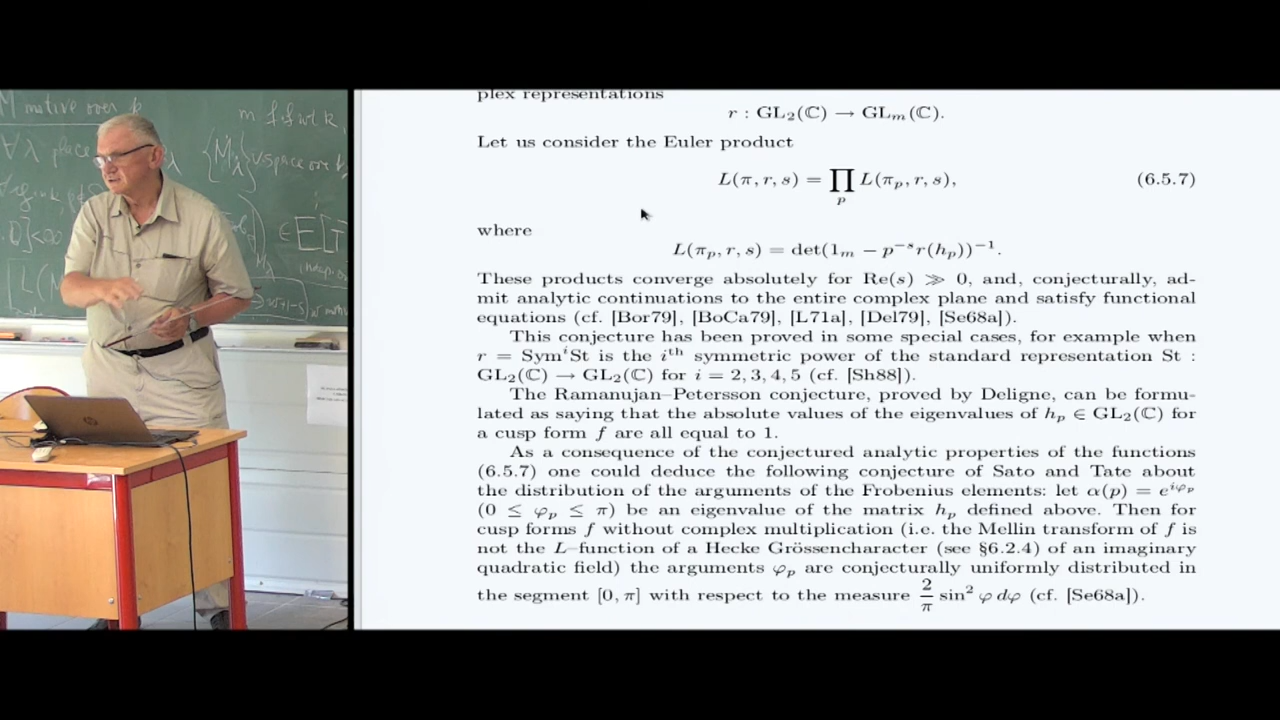 M motive over
∀ λ place
plex representations
r : GL₂(ℂ) → GLₘ(ℂ).
Let us consider the Euler product
L(π, r, s) = ∏ₚ L(πₚ, r, s), (6.5.7)
where
L(πₚ, r, s) = det(1ₘ − p⁻ˢr(hₚ))⁻¹.
These products converge absolutely for Re(s) ≫ 0, and, conjecturally, ad-
mit analytic continuations to the entire complex plane and satisfy functional
equations (cf. [Bor79], [BoCa79], [L71a], [Del79], [Se68a]).
This conjecture has been proved in some special cases, for example when
r = SymⁱSt is the iᵗʰ symmetric power of the standard representation St :
GL₂(ℂ) → GL₂(ℂ) for i = 2, 3, 4, 5 (cf. [Sh88]).
The Ramanujan–Petersson conjecture, proved by Deligne, can be formu-
lated as saying that the absolute values of the eigenvalues of hₚ ∈ GL₂(ℂ) for
a cusp form f are all equal to 1.
As a consequence of the conjectured analytic properties of the functions
(6.5.7) one could deduce the following conjecture of Sato and Tate about
the distribution of the arguments of the Frobenius elements: let α(p) = e^{iφₚ}
(0 ≤ φₚ ≤ π) be an eigenvalue of the matrix hₚ defined above. Then for
cusp forms f without complex multiplication (i.e. the Mellin transform of f is
not the L–function of a Hecke Grössencharacter (see §6.2.4) of an imaginary
quadratic field) the arguments φₚ are conjecturally uniformly distributed in
the segment [0, π] with respect to the measure 2/π sin² φ dφ (cf. [Se68a]).